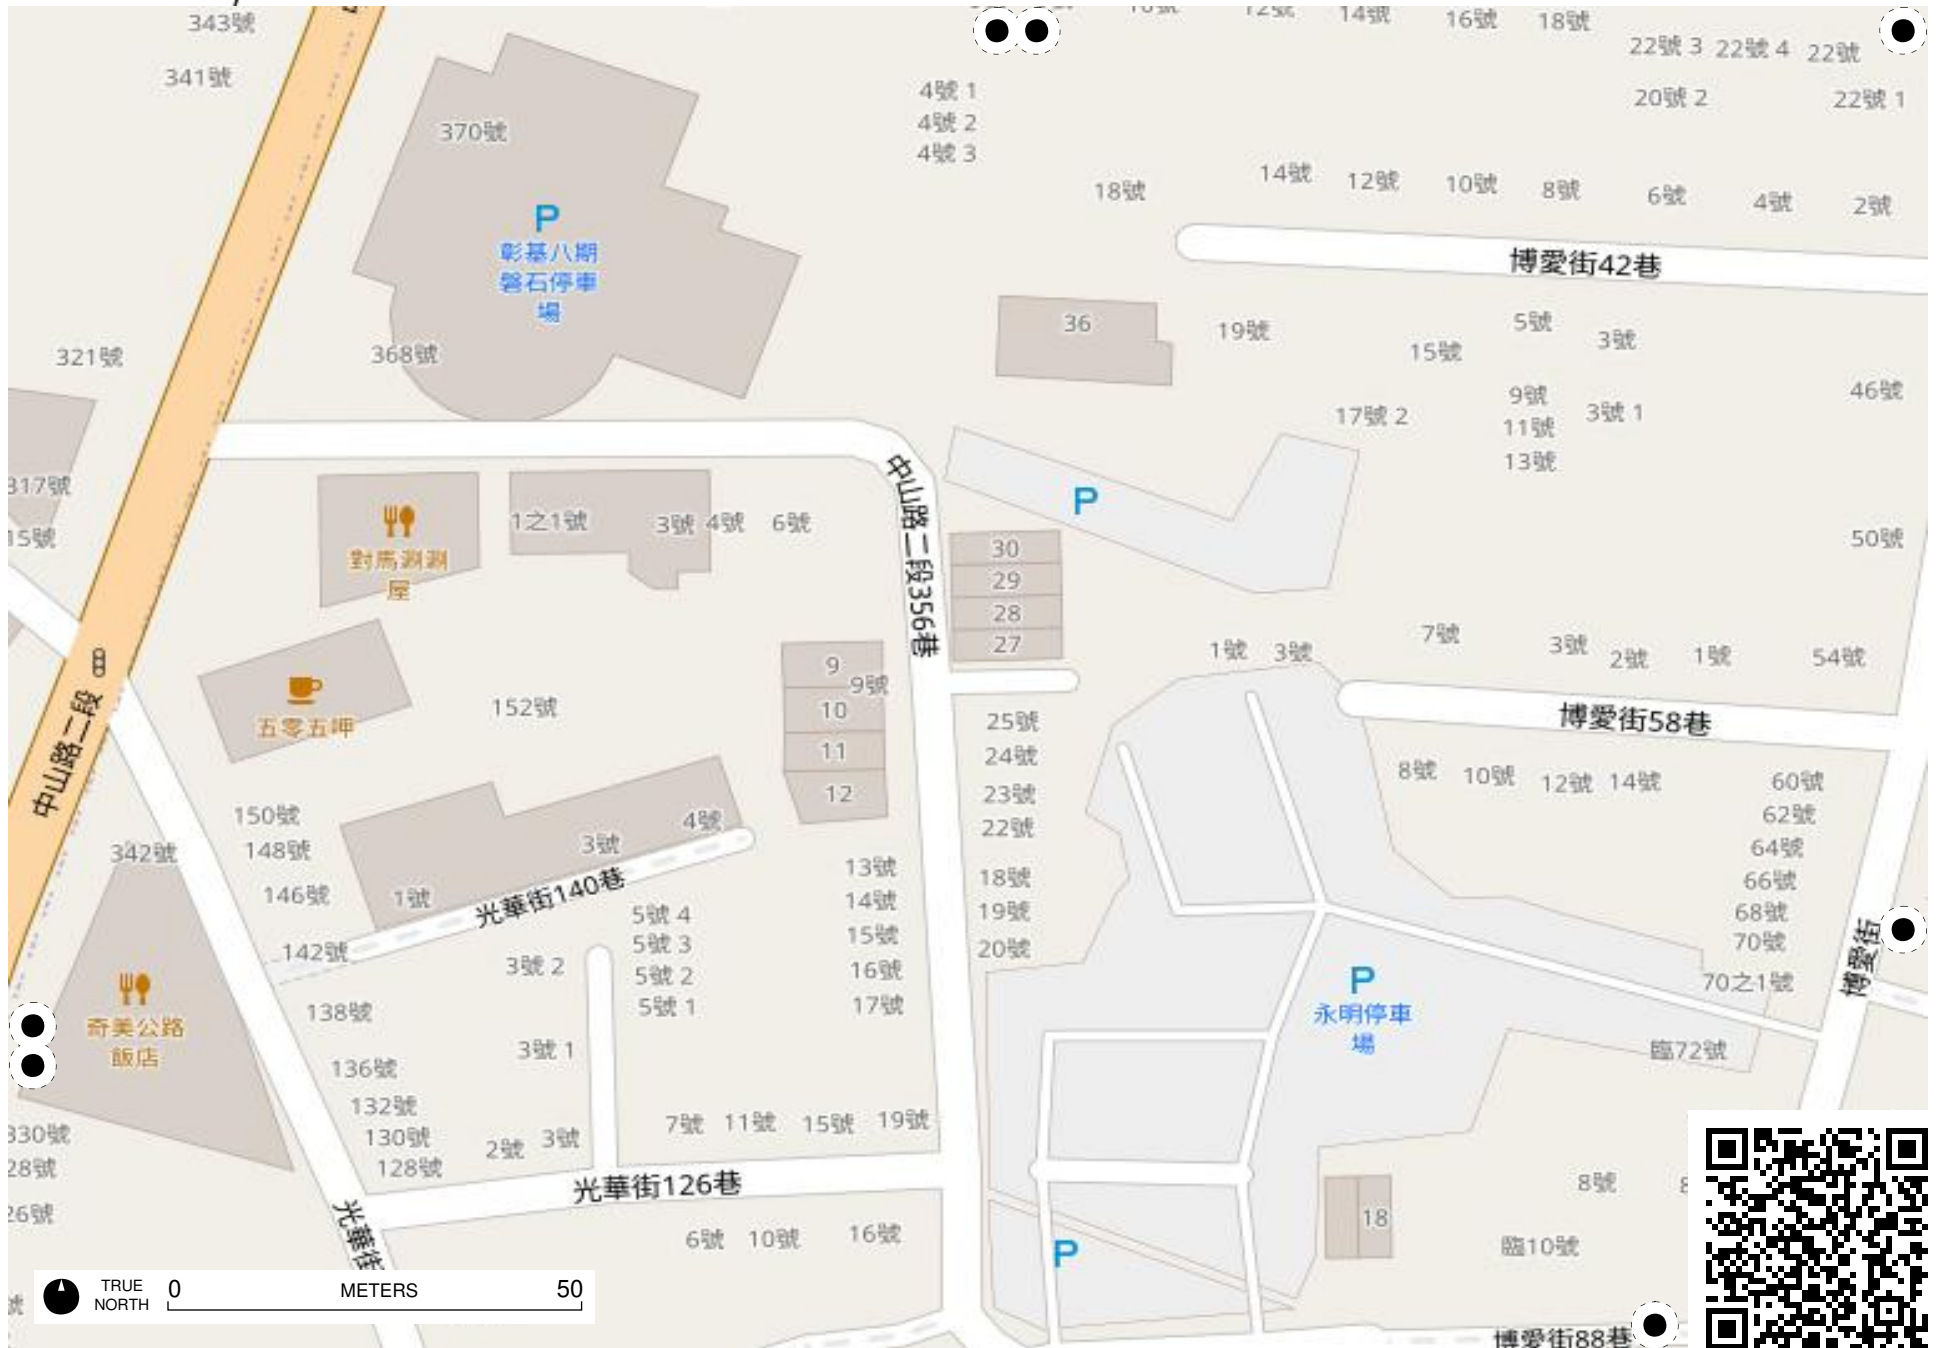 343號
12號
14號
16號
18號
22號 3
22號 4
22號
341號
4號 1
20號 2
22號 1
370號
4號 2
4號 3
18號
14號
12號
10號
8號
6號
4號
2號
P
彰基八期
磐石停車
場
博愛街42巷
36
19號
5號
3號
15號
321號
368號
46號
9號
17號 2
3號 1
11號
13號
中山路二段356巷
317號
P
1之1號
3號
4號
6號
15號
50號
對馬涮涮
屋
30
29
28
27
1號
3號
7號
3號
2號
1號
54號
9
9號
10
11
12
152號
五零五呷
中山路二段
25號
24號
23號
22號
博愛街58巷
8號
10號
12號
14號
60號
62號
64號
66號
68號
70號
70之1號
150號
148號
146號
142號
342號
4號
3號
1號
光華街140巷
13號
14號
15號
16號
17號
18號
19號
20號
5號 4
5號 3
5號 2
5號 1
3號 2
3號 1
138號
136號
132號
130號
128號
博愛街
奇美公路
飯店
P
永明停車
場
臨72號
330號
28號
26號
2號
3號
7號
11號
15號
19號
光華街126巷
光華街
6號
10號
16號
P
18
8號
臨10號
號
TRUE
NORTH
0
METERS
50
博愛街88巷